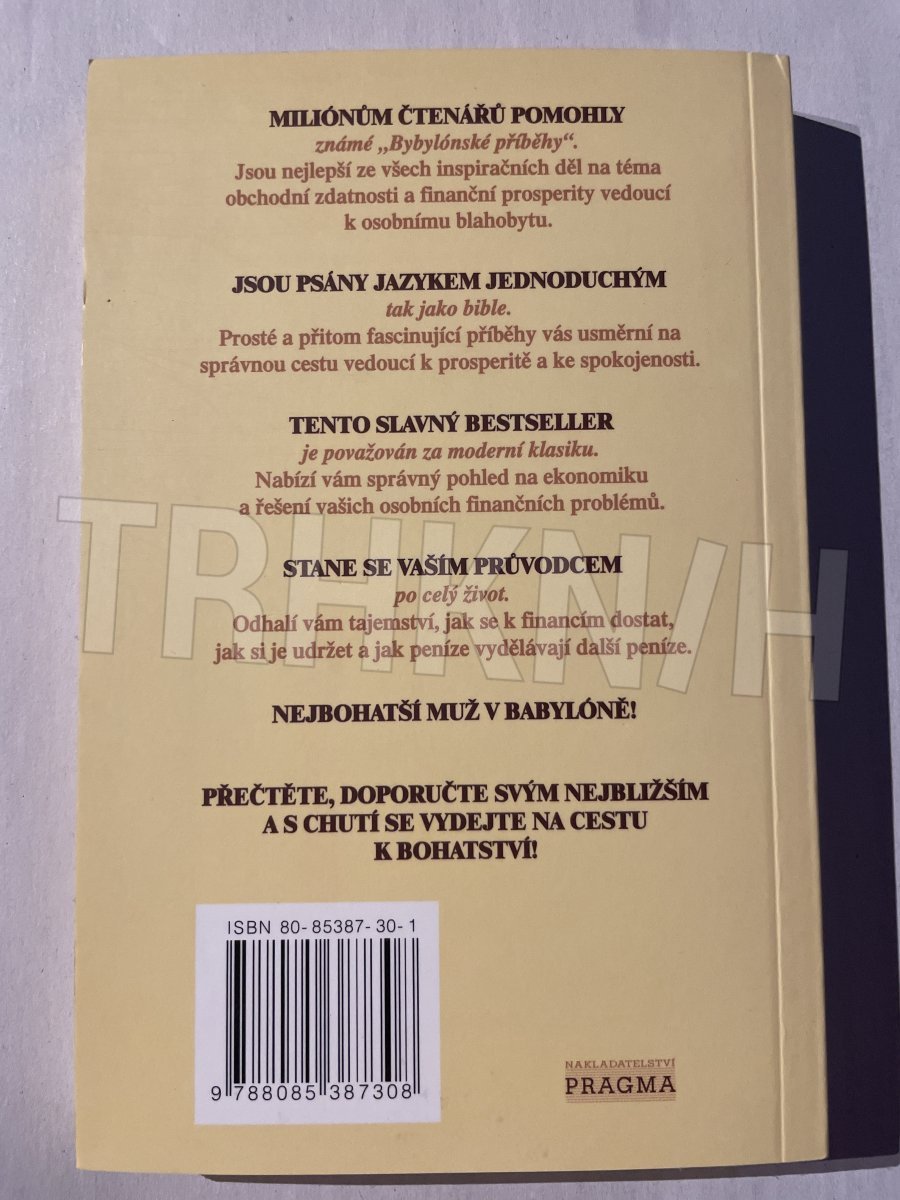 MILIÓNŮM ČTENÁŘŮ POMOHLY
známé „Bybylónské příběhy“.
Jsou nejlepší ze všech inspiračních děl na téma
obchodní zdatnosti a finanční prosperity vedoucí
k osobnímu blahobytu.
JSOU PSÁNY JAZYKEM JEDNODUCHÝM
tak jako bible.
Prosté a přitom fascinující příběhy vás usměrní na
správnou cestu vedoucí k prosperitě a ke spokojenosti.
TENTO SLAVNÝ BESTSELLER
je považován za moderní klasiku.
Nabízí vám správný pohled na ekonomiku
a řešení vašich osobních finančních problémů.
TRHKN/H
STANE SE VAŠÍM PRŮVODCEM
po celý život.
Odhalí vám tajemství, jak se k financím dostat,
jak si je udržet a jak peníze vydělávají další peníze.
NEJBOHATŠÍ MUŽ V BABYLÓNĚ!
PŘEČTĚTE, DOPORUČTE SVÝM NEJBLIŽŠÍM
A S CHUTÍ SE VYDEJTE NA CESTU
K BOHATSTVÍ!
ISBN 80-85387-30-1
9 788085 387308
NAKLADATELSTVÍ
PRAGMA